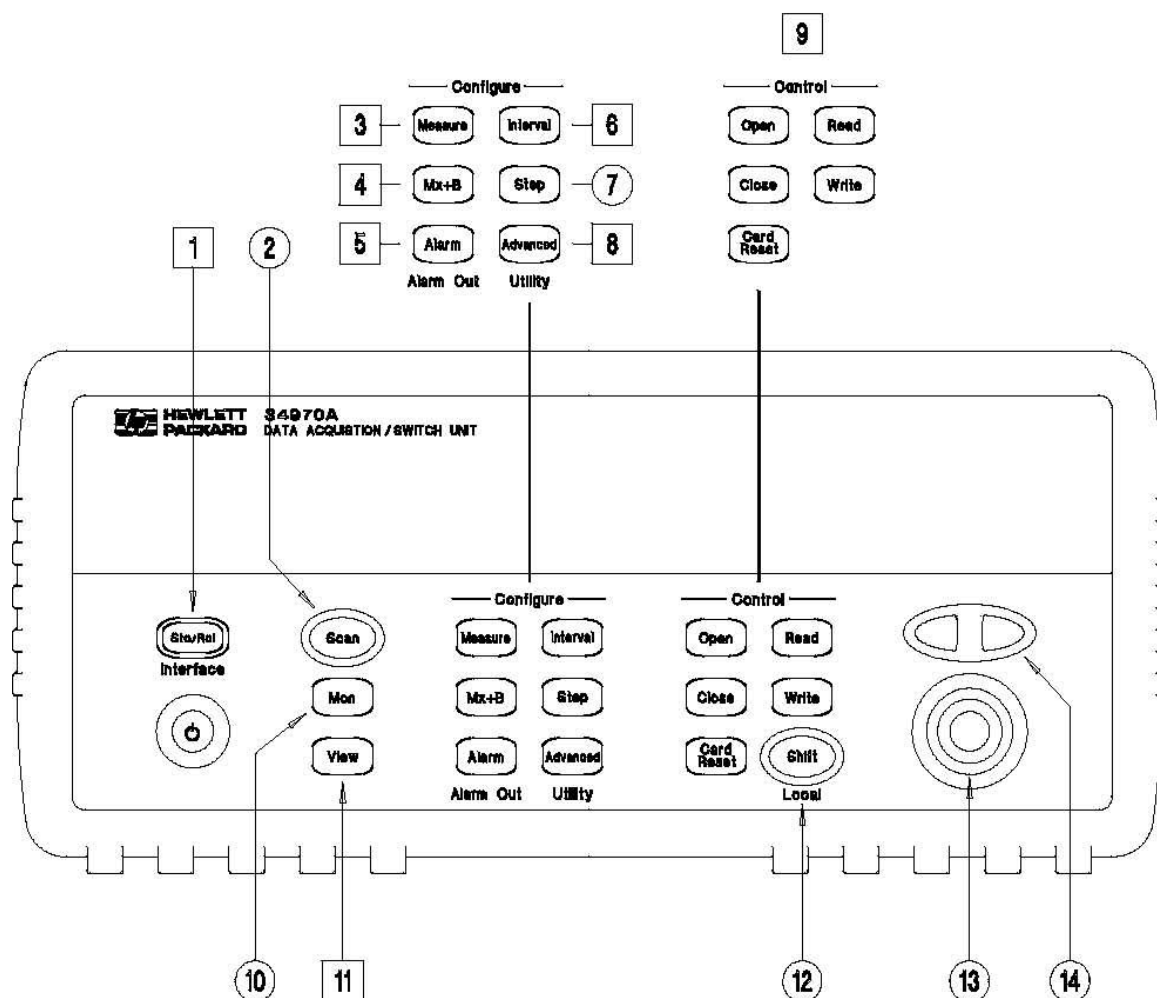 9
Configure
Control
3 Measure Interval 6
Open Read
4 Mx+B Step 7
Close Write
5 Alarm Advanced 8
Card Reset
Alarm Out Utility
1 2
HEWLETT PACKARD
34970A
DATA ACQUISTION / SWITCH UNIT
Configure
Control
Sto/Rcl
Interface
Scan
Measure Interval
Open Read
Mon
Mx+B Step
Close Write
View
Alarm Advanced
Card Reset
Shift
Alarm Out Utility
Local
10 11 12 13 14